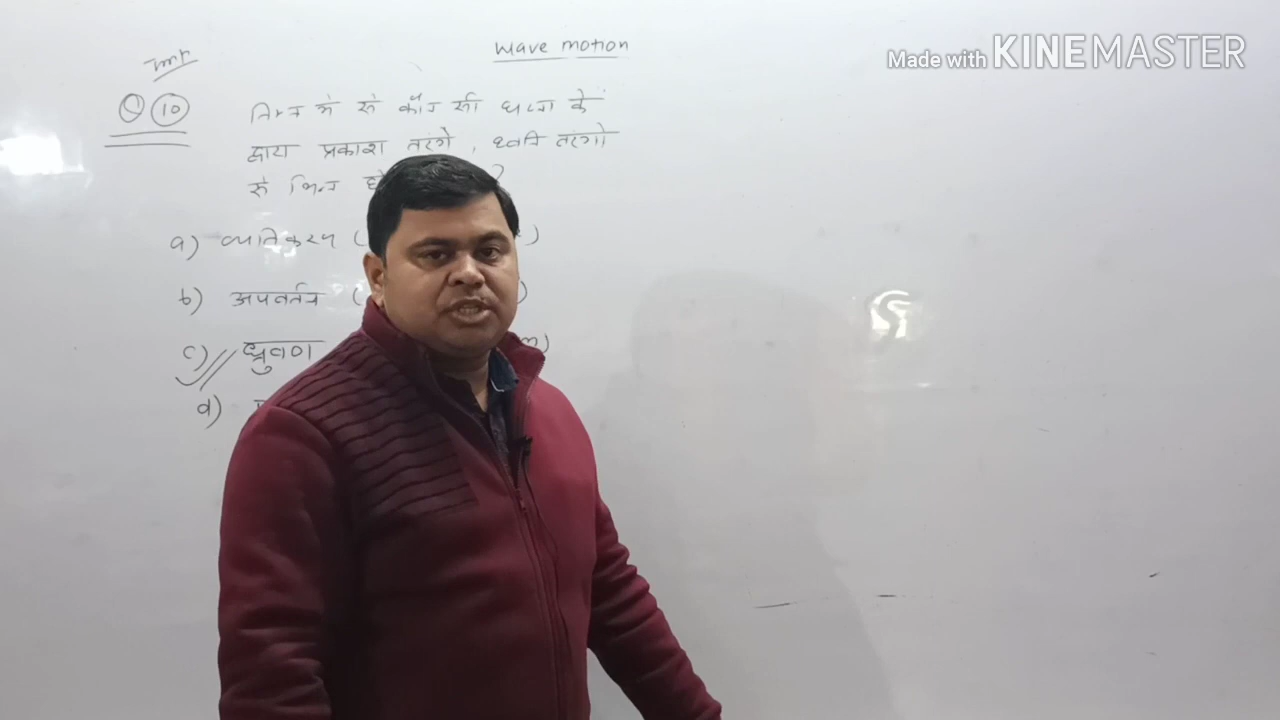 Made with KINEMASTER
Wave motion
Imp
Q 10 निम्न में से कौन सी घटना के
द्वारा प्रकाश तरंगे, ध्वनि तरंगो
से भिन्न
?
a) व्यतिकरण (
)
b) अपवर्तन (
)
c) ध्रुवण
)
d)